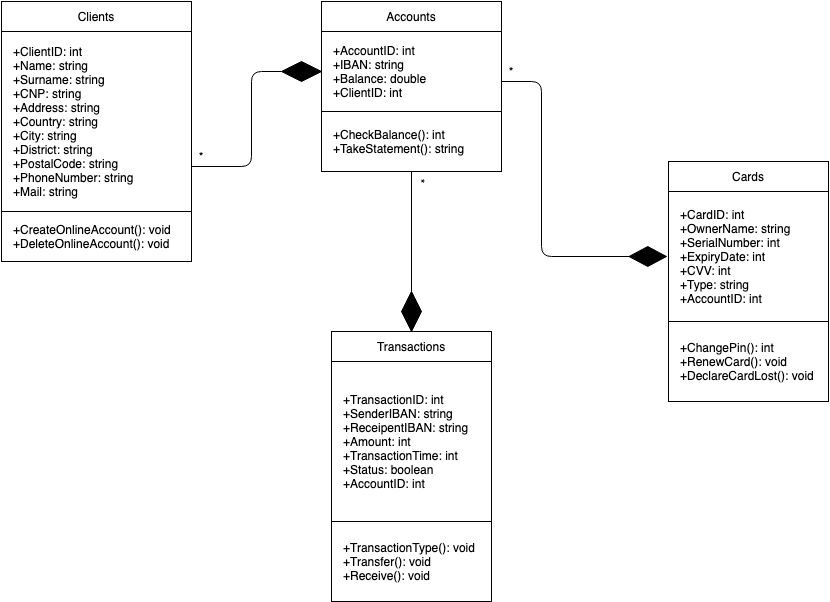 Clients
+ClientID: int
+Name: string
+Surname: string
+CNP: string
+Address: string
+Country: string
+City: string
+District: string
+PostalCode: string
+PhoneNumber: string
+Mail: string
+CreateOnlineAccount(): void
+DeleteOnlineAccount(): void
*
Accounts
+AccountID: int
+IBAN: string
+Balance: double
+ClientID: int
+CheckBalance(): int
+TakeStatement(): string
*
*
Cards
+CardID: int
+OwnerName: string
+SerialNumber: int
+ExpiryDate: int
+CVV: int
+Type: string
+AccountID: int
+ChangePin(): int
+RenewCard(): void
+DeclareCardLost(): void
Transactions
+TransactionID: int
+SenderIBAN: string
+ReceipentIBAN: string
+Amount: int
+TransactionTime: int
+Status: boolean
+AccountID: int
+TransactionType(): void
+Transfer(): void
+Receive(): void